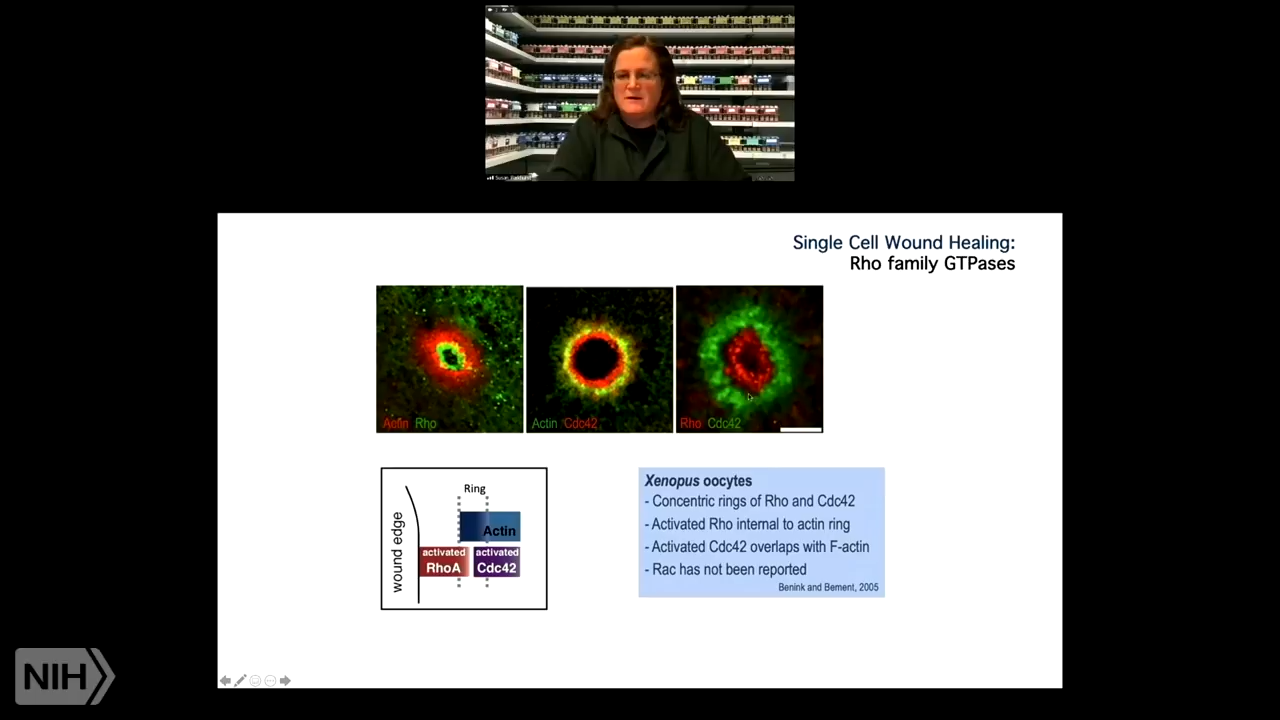 Susan Parkhurst
Single Cell Wound Healing:
Rho family GTPases
Actin Rho
Actin Cdc42
Rho Cdc42
Ring
wound edge
Actin
activated
RhoA
activated
Cdc42
Xenopus oocytes
- Concentric rings of Rho and Cdc42
- Activated Rho internal to actin ring
- Activated Cdc42 overlaps with F-actin
- Rac has not been reported
Benink and Bement, 2005
NIH